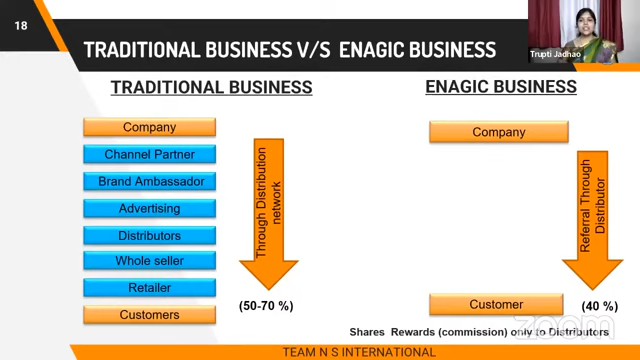 18
TRADITIONAL BUSINESS V/S ENAGIC BUSINESS
Trupti Jadhao
TRADITIONAL BUSINESS
Company
Channel Partner
Brand Ambassador
Advertising
Distributors
Whole seller
Retailer
Customers
Through Distribution
network
(50-70 %)
ENAGIC BUSINESS
Company
Referral Through
Distributor
Customer
(40 %)
Shares Rewards (commission) only to Distributors
zoom
TEAM N S INTERNATIONAL